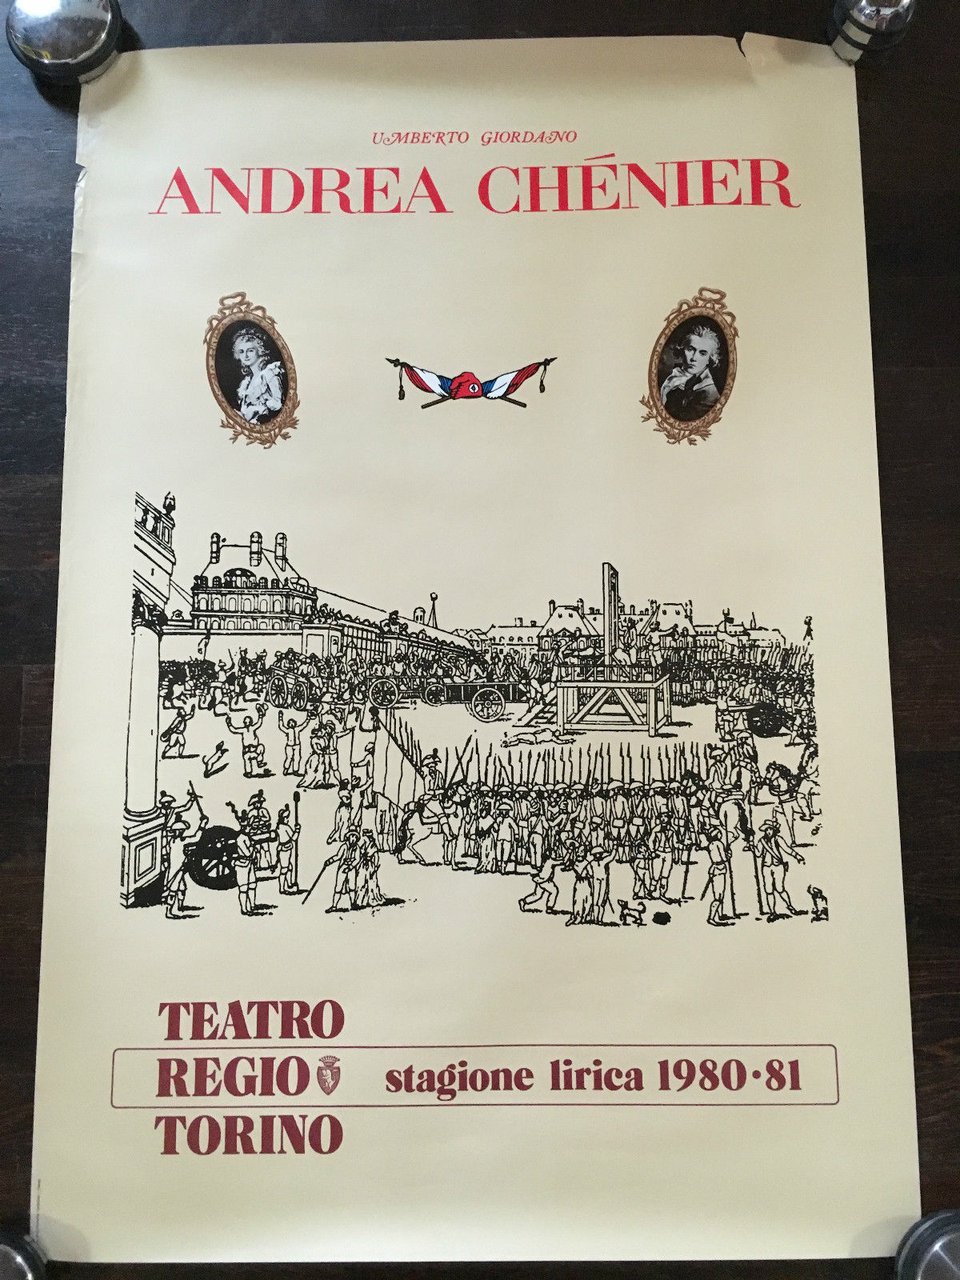 UMBERTO GIORDANO
ANDREA CHÉNIER
TEATRO
REGIO stagione lirica 1980·81
TORINO